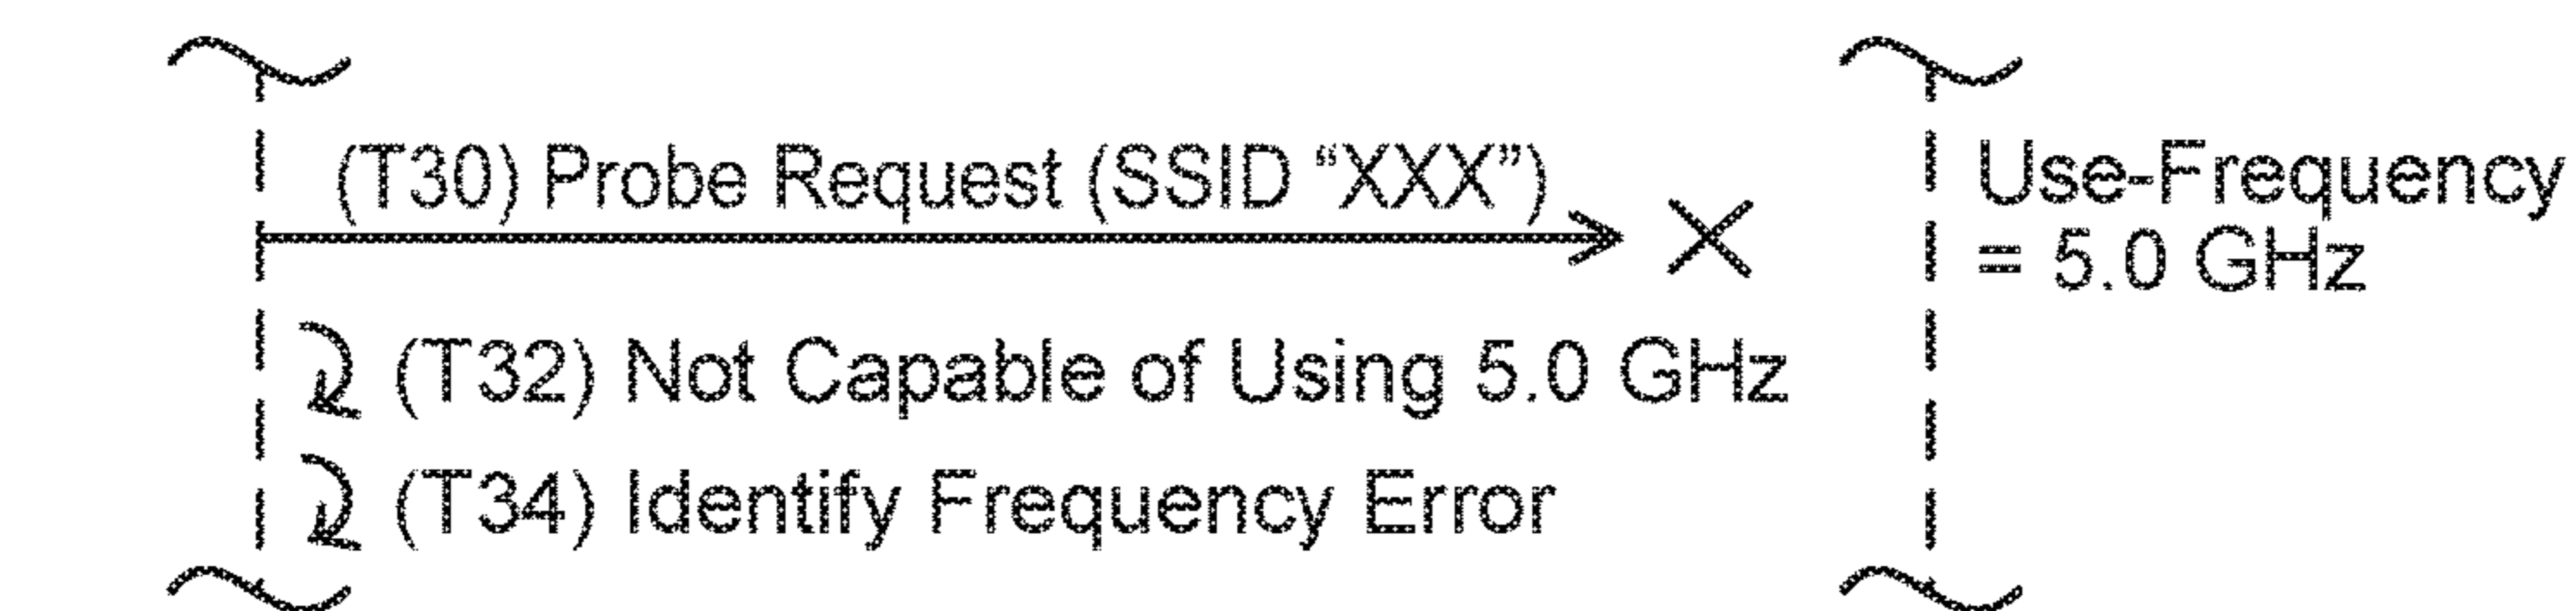 (T30) Probe Request (SSID “XXX”)
Use-Frequency
= 5.0 GHz
(T32) Not Capable of Using 5.0 GHz
(T34) Identify Frequency Error